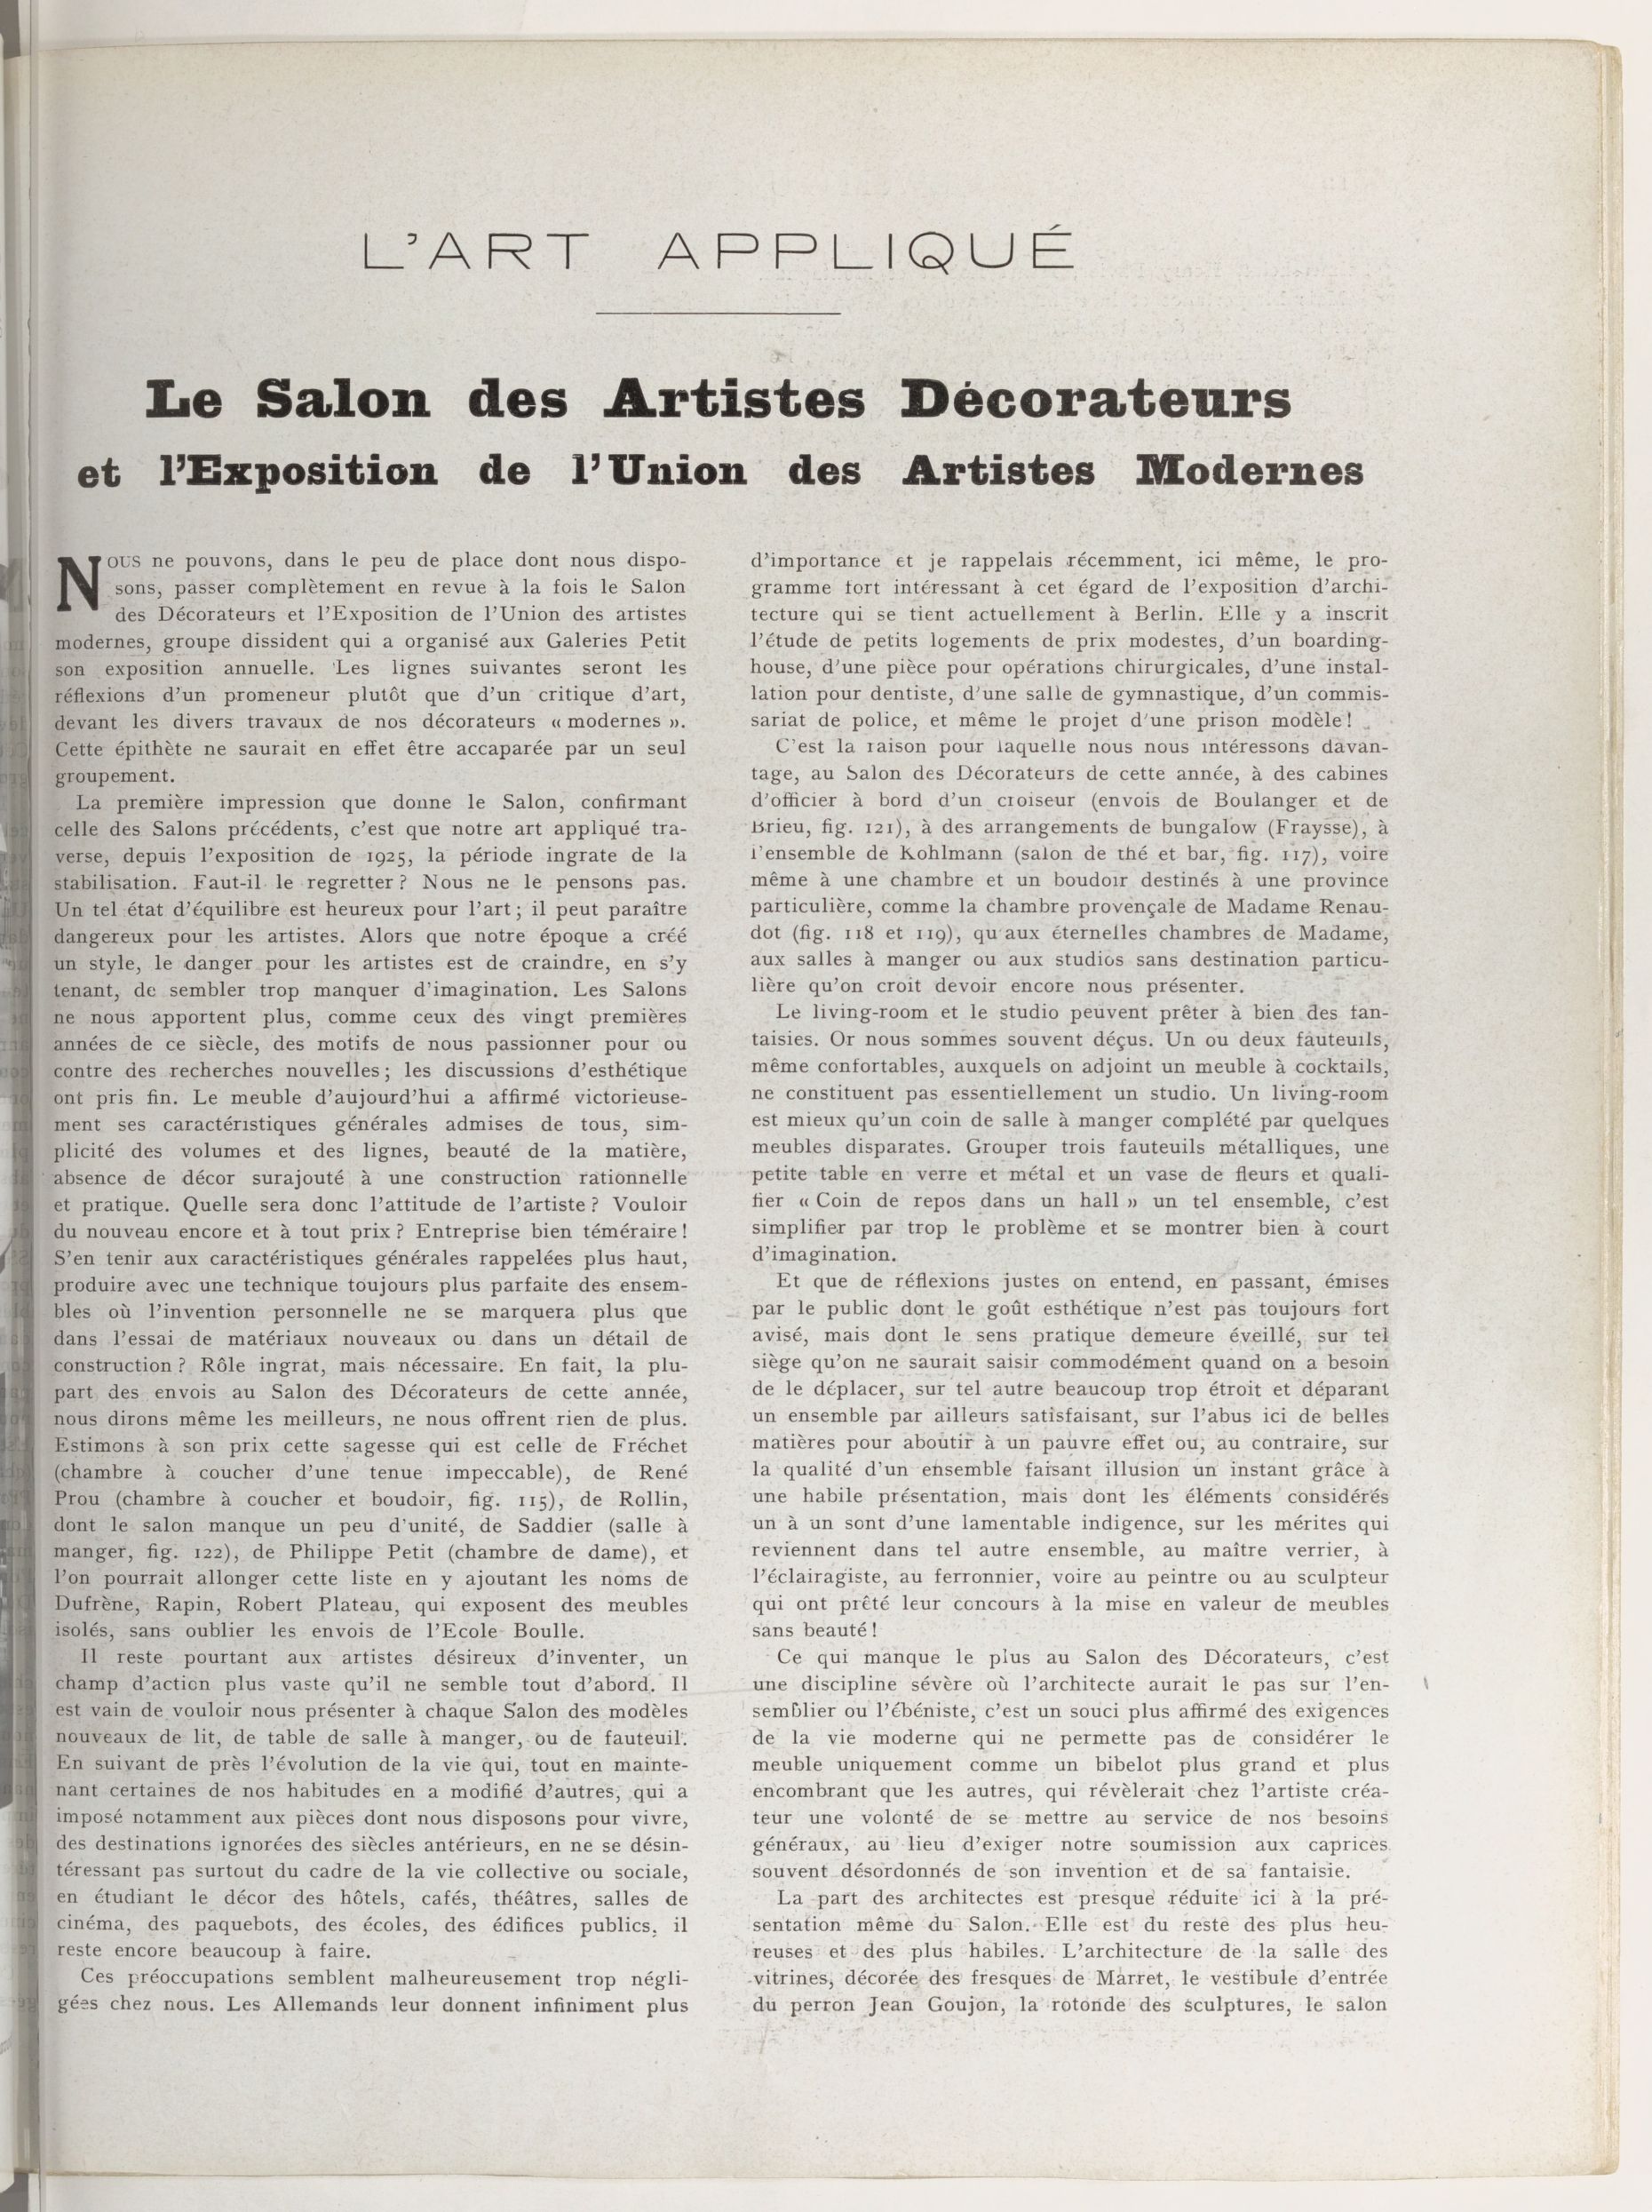 L'ART APPLIQUÉ
Le Salon des Artistes Décorateurs
et l'Exposition de l'Union des Artistes Modernes
NOUS ne pouvons, dans le peu de place dont nous dispo-
sons, passer complètement en revue à la fois le Salon
des Décorateurs et l'Exposition de l'Union des artistes
modernes, groupe dissident qui a organisé aux Galeries Petit
son exposition annuelle. Les lignes suivantes seront les
réflexions d'un promeneur plutôt que d'un critique d'art,
devant les divers travaux de nos décorateurs « modernes ».
Cette épithète ne saurait en effet être accaparée par un seul
groupement.
La première impression que donne le Salon, confirmant
celle des Salons précédents, c'est que notre art appliqué tra-
verse, depuis l'exposition de 1925, la période ingrate de la
stabilisation. Faut-il le regretter ? Nous ne le pensons pas.
Un tel état d'équilibre est heureux pour l'art ; il peut paraître
dangereux pour les artistes. Alors que notre époque a créé
un style, le danger pour les artistes est de craindre, en s'y
tenant, de sembler trop manquer d'imagination. Les Salons
ne nous apportent plus, comme ceux des vingt premières
années de ce siècle, des motifs de nous passionner pour ou
contre des recherches nouvelles ; les discussions d'esthétique
ont pris fin. Le meuble d'aujourd'hui a affirmé victorieuse-
ment ses caractéristiques générales admises de tous, sim-
plicité des volumes et des lignes, beauté de la matière,
absence de décor surajouté à une construction rationnelle
et pratique. Quelle sera donc l'attitude de l'artiste ? Vouloir
du nouveau encore et à tout prix ? Entreprise bien téméraire !
S'en tenir aux caractéristiques générales rappelées plus haut,
produire avec une technique toujours plus parfaite des ensem-
bles où l'invention personnelle ne se marquera plus que
dans l'essai de matériaux nouveaux ou dans un détail de
construction ? Rôle ingrat, mais nécessaire. En fait, la plu-
part des envois au Salon des Décorateurs de cette année,
nous dirons même les meilleurs, ne nous offrent rien de plus.
Estimons à son prix cette sagesse qui est celle de Fréchet
(chambre à coucher d'une tenue impeccable), de René
Prou (chambre à coucher et boudoir, fig. 115), de Rollin,
dont le salon manque un peu d'unité, de Saddier (salle à
manger, fig. 122), de Philippe Petit (chambre de dame), et
l'on pourrait allonger cette liste en y ajoutant les noms de
Dufrène, Rapin, Robert Plateau, qui exposent des meubles
isolés, sans oublier les envois de l'Ecole Boulle.
Il reste pourtant aux artistes désireux d'inventer, un
champ d'action plus vaste qu'il ne semble tout d'abord. Il
est vain de vouloir nous présenter à chaque Salon des modèles
nouveaux de lit, de table de salle à manger, ou de fauteuil.
En suivant de près l'évolution de la vie qui, tout en mainte-
nant certaines de nos habitudes en a modifié d'autres, qui a
imposé notamment aux pièces dont nous disposons pour vivre,
des destinations ignorées des siècles antérieurs, en ne se désin-
téressant pas surtout du cadre de la vie collective ou sociale,
en étudiant le décor des hôtels, cafés, théâtres, salles de
cinéma, des paquebots, des écoles, des édifices publics, il
reste encore beaucoup à faire.
Ces préoccupations semblent malheureusement trop négli-
gées chez nous. Les Allemands leur donnent infiniment plus
d'importance et je rappelais récemment, ici même, le pro-
gramme fort intéressant à cet égard de l'exposition d'archi-
tecture qui se tient actuellement à Berlin. Elle y a inscrit
l'étude de petits logements de prix modestes, d'un boarding-
house, d'une pièce pour opérations chirurgicales, d'une instal-
lation pour dentiste, d'une salle de gymnastique, d'un commis-
sariat de police, et même le projet d'une prison modèle !
C'est la raison pour laquelle nous nous intéressons davan-
tage, au Salon des Décorateurs de cette année, à des cabines
d'officier à bord d'un croiseur (envois de Boulanger et de
Brieu, fig. 121), à des arrangements de bungalow (Fraysse), à
l'ensemble de Kohlmann (salon de thé et bar, fig. 117), voire
même à une chambre et un boudoir destinés à une province
particulière, comme la chambre provençale de Madame Renau-
dot (fig. 118 et 119), qu'aux éternelles chambres de Madame,
aux salles à manger ou aux studios sans destination particu-
lière qu'on croit devoir encore nous présenter.
Le living-room et le studio peuvent prêter à bien des fan-
taisies. Or nous sommes souvent déçus. Un ou deux fauteuils,
même confortables, auxquels on adjoint un meuble à cocktails,
ne constituent pas essentiellement un studio. Un living-room
est mieux qu'un coin de salle à manger complété par quelques
meubles disparates. Grouper trois fauteuils métalliques, une
petite table en verre et métal et un vase de fleurs et quali-
fier « Coin de repos dans un hall » un tel ensemble, c'est
simplifier par trop le problème et se montrer bien à court
d'imagination.
Et que de réflexions justes on entend, en passant, émises
par le public dont le goût esthétique n'est pas toujours fort
avisé, mais dont le sens pratique demeure éveillé, sur tel
siège qu'on ne saurait saisir commodément quand on a besoin
de le déplacer, sur tel autre beaucoup trop étroit et déparant
un ensemble par ailleurs satisfaisant, sur l'abus ici de belles
matières pour aboutir à un pauvre effet ou, au contraire, sur
la qualité d'un ensemble faisant illusion un instant grâce à
une habile présentation, mais dont les éléments considérés
un à un sont d'une lamentable indigence, sur les mérites qui
reviennent dans tel autre ensemble, au maître verrier, à
l'éclairagiste, au ferronnier, voire au peintre ou au sculpteur
qui ont prêté leur concours à la mise en valeur de meubles
sans beauté !
Ce qui manque le plus au Salon des Décorateurs, c'est
une discipline sévère où l'architecte aurait le pas sur l'en-
semblier ou l'ébéniste, c'est un souci plus affirmé des exigences
de la vie moderne qui ne permette pas de considérer le
meuble uniquement comme un bibelot plus grand et plus
encombrant que les autres, qui révèlerait chez l'artiste créa-
teur une volonté de se mettre au service de nos besoins
généraux, au lieu d'exiger notre soumission aux caprices
souvent désordonnés de son invention et de sa fantaisie.
La part des architectes est presque réduite ici à la pré-
sentation même du Salon. Elle est du reste des plus heu-
reuses et des plus habiles. L'architecture de la salle des
vitrines, décorée des fresques de Marret, le vestibule d'entrée
du perron Jean Goujon, la rotonde des sculptures, le salon